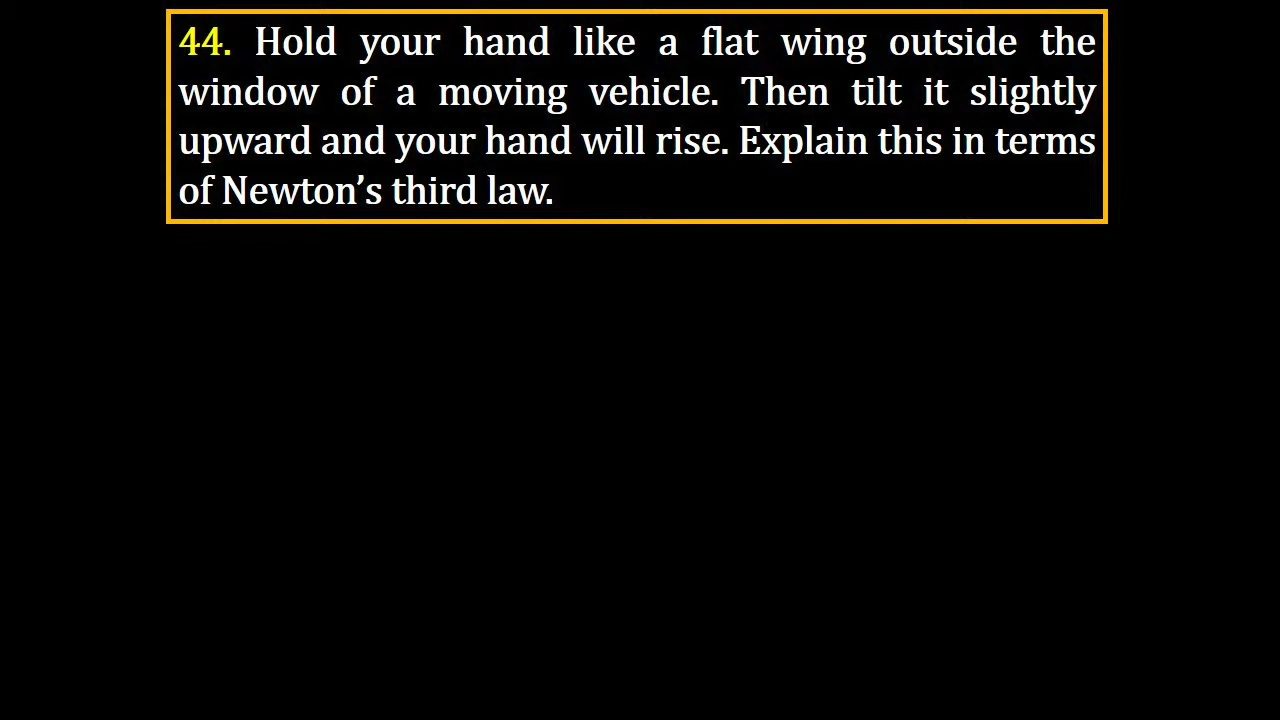 44. Hold your hand like a flat wing outside the
window of a moving vehicle. Then tilt it slightly
upward and your hand will rise. Explain this in terms
of Newton’s third law.